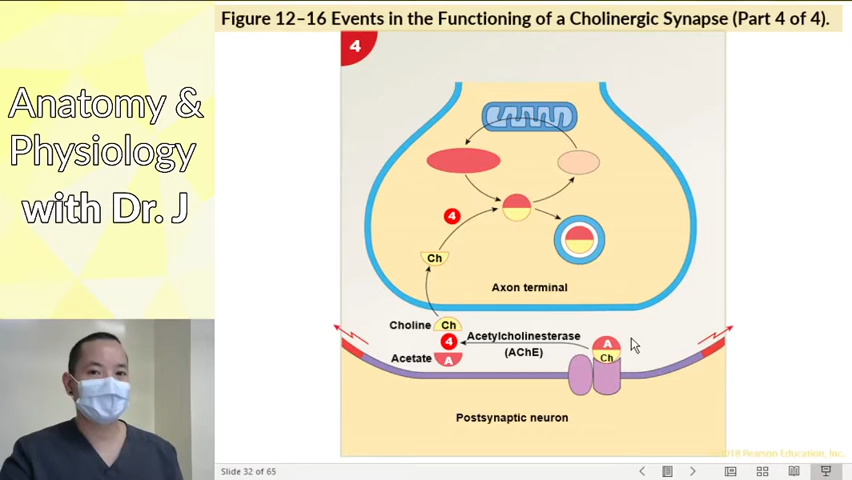 Figure 12–16 Events in the Functioning of a Cholinergic Synapse (Part 4 of 4).
4
Anatomy &
Physiology
with Dr. J
4
Ch
Axon terminal
Choline Ch
Acetylcholinesterase
(AChE)
4
Acetate A
A
Ch
Postsynaptic neuron
2018 Pearson Education, Inc.
Slide 32 of 65